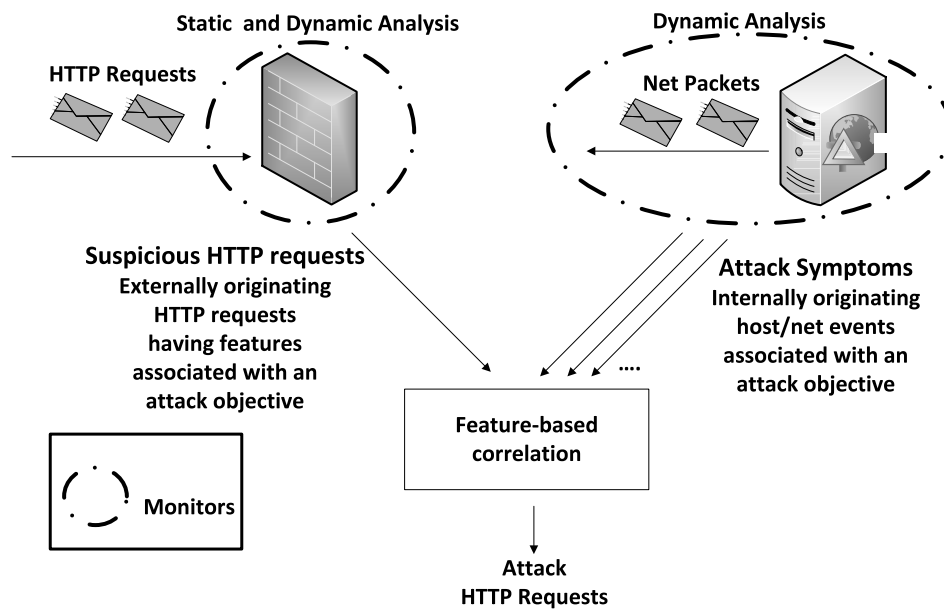 Static and Dynamic Analysis
Dynamic Analysis
HTTP Requests
Net Packets
Suspicious HTTP requests
Externally originating
HTTP requests
having features
associated with an
attack objective
Attack Symptoms
Internally originating
host/net events
associated with an
attack objective
....
Feature-based
correlation
Monitors
Attack
HTTP Requests